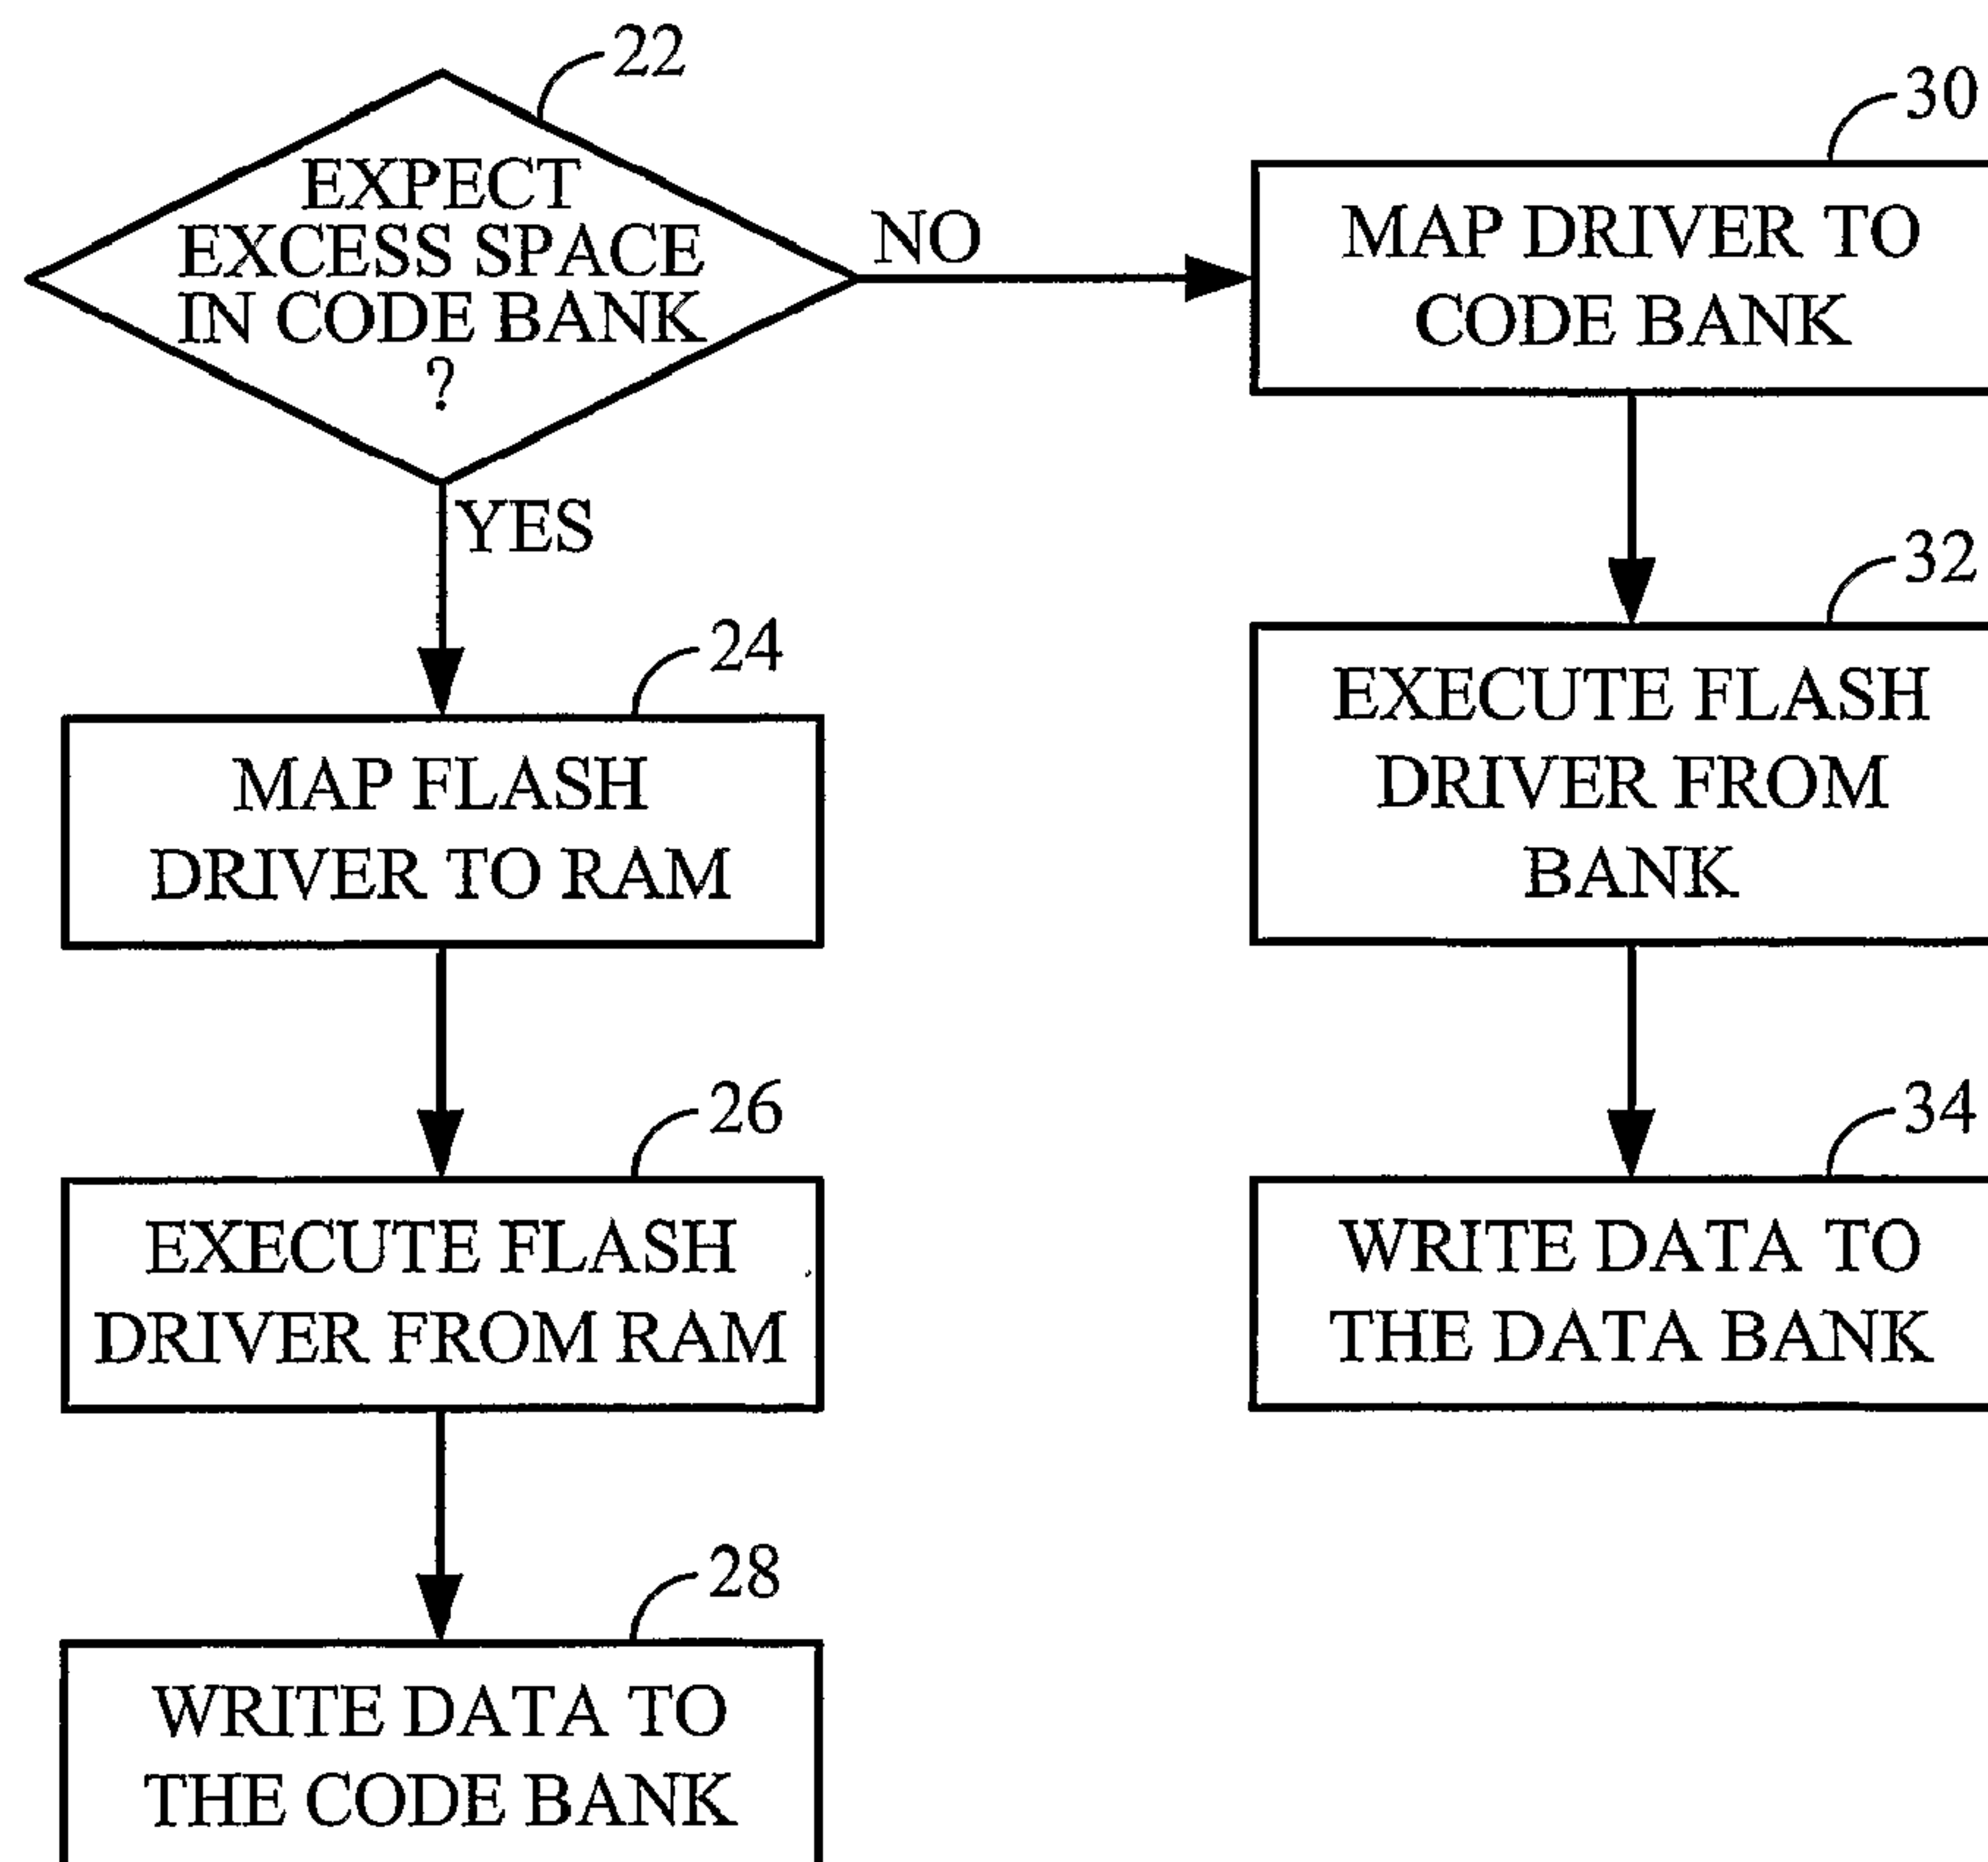 22
EXPECT
EXCESS SPACE
IN CODE BANK
?
NO
YES
24
MAP FLASH
DRIVER TO RAM
26
EXECUTE FLASH
DRIVER FROM RAM
28
WRITE DATA TO
THE CODE BANK
30
MAP DRIVER TO
CODE BANK
32
EXECUTE FLASH
DRIVER FROM
BANK
34
WRITE DATA TO
THE DATA BANK